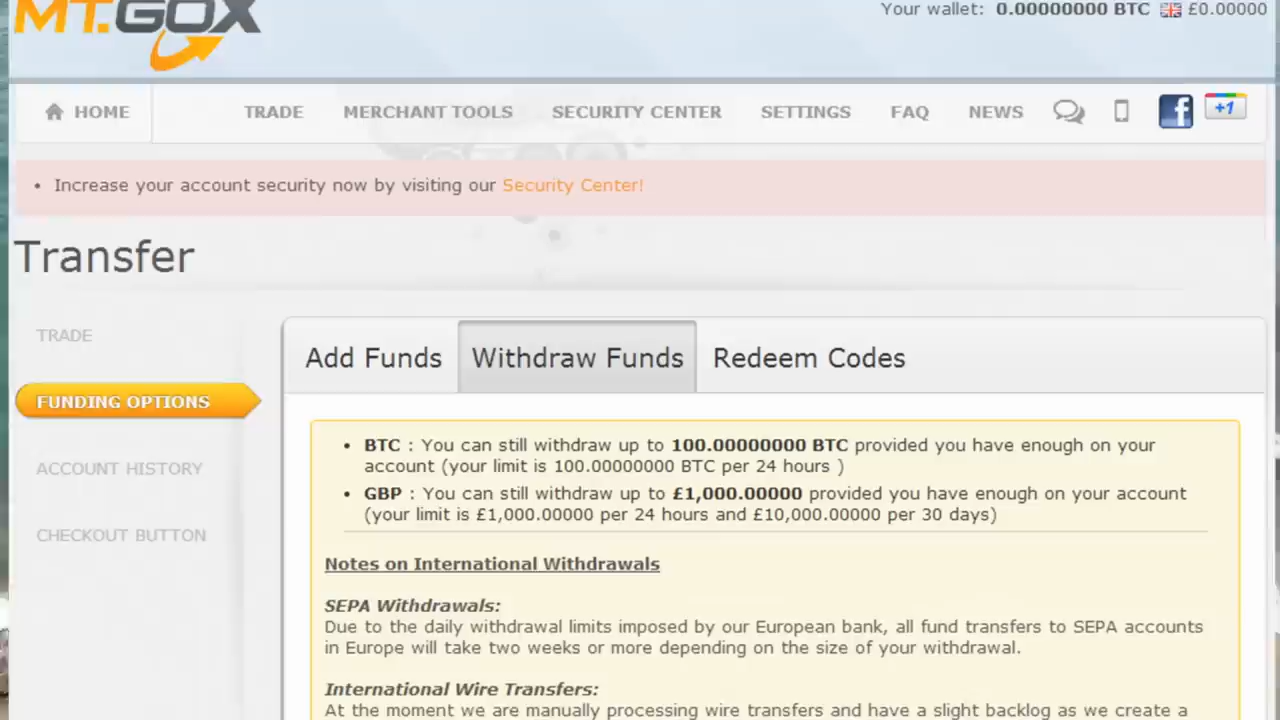 MT.GOX
Your wallet: 0.00000000 BTC £0.00000
HOME TRADE MERCHANT TOOLS SECURITY CENTER SETTINGS FAQ NEWS f +1
• Increase your account security now by visiting our Security Center!
Transfer
TRADE
FUNDING OPTIONS
ACCOUNT HISTORY
CHECKOUT BUTTON
Add Funds Withdraw Funds Redeem Codes
• BTC : You can still withdraw up to 100.00000000 BTC provided you have enough on your
account (your limit is 100.00000000 BTC per 24 hours )
• GBP : You can still withdraw up to £1,000.00000 provided you have enough on your account
(your limit is £1,000.00000 per 24 hours and £10,000.00000 per 30 days)
Notes on International Withdrawals
SEPA Withdrawals:
Due to the daily withdrawal limits imposed by our European bank, all fund transfers to SEPA accounts
in Europe will take two weeks or more depending on the size of your withdrawal.
International Wire Transfers:
At the moment we are manually processing wire transfers and have a slight backlog as we create a